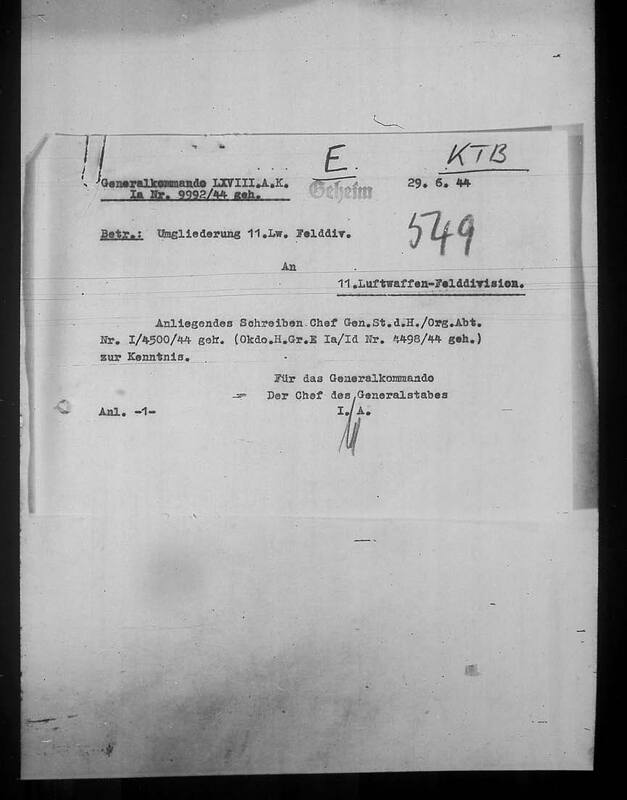 E. KTB
Generalkommando LXVIII.A.K. 29. 6. 44
Ia Nr. 9992/44 geh. Geheim
Betr.: Umgliederung 11.Lw. Felddiv. 549
An
11.Luftwaffen-Felddivision.
Anliegendes Schreiben Chef Gen.St.d.H./Org.Abt.
Nr. I/4500/44 geh. (Okdo.H.Gr.E Ia/Id Nr. 4498/44 geh.)
zur Kenntnis.
Für das Generalkommando
Der Chef des Generalstabes
Anl. -1- I. A.